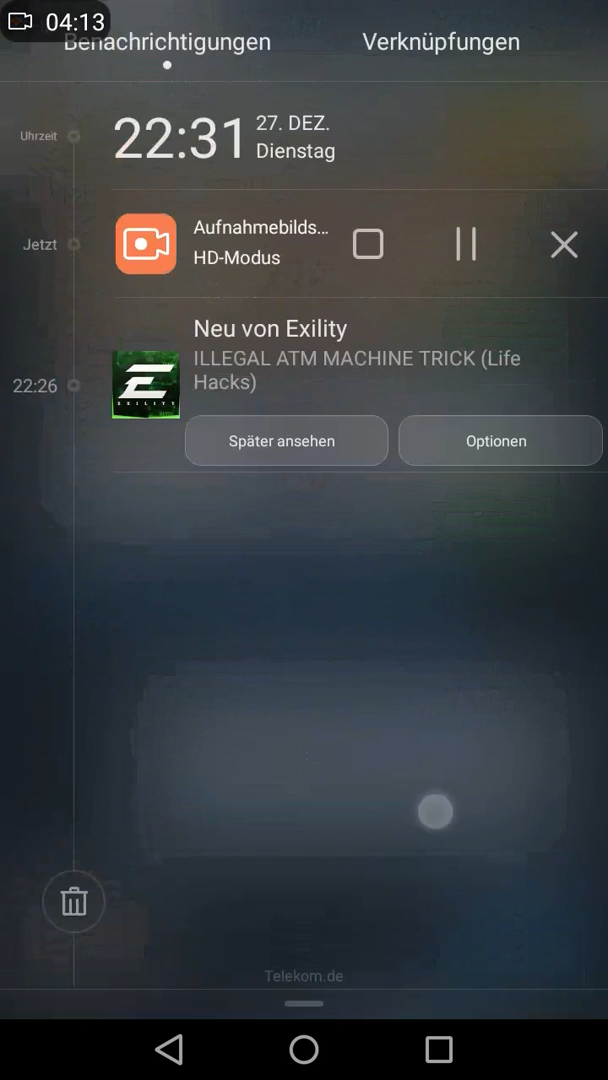 04:13
Benachrichtigungen
Verknüpfungen
Uhrzeit
22:31
27. DEZ.
Dienstag
Jetzt
Aufnahmebilds...
HD-Modus
22:26
Neu von Exility
ILLEGAL ATM MACHINE TRICK (Life
Hacks)
EXILITY
Später ansehen
Optionen
Telekom.de